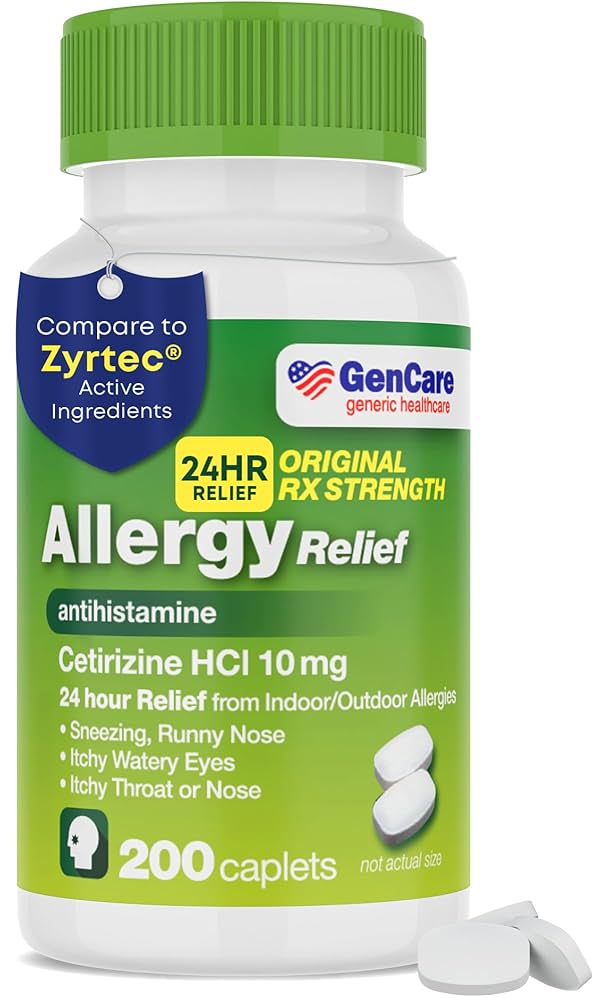 Compare to
Zyrtec®
Active
Ingredients
GenCare
generic healthcare
24HR
RELIEF
ORIGINAL
RX STRENGTH
Allergy Relief
antihistamine
Cetirizine HCl 10 mg
24 hour Relief from Indoor/Outdoor Allergies
• Sneezing, Runny Nose
• Itchy Watery Eyes
• Itchy Throat or Nose
200 caplets
not actual size